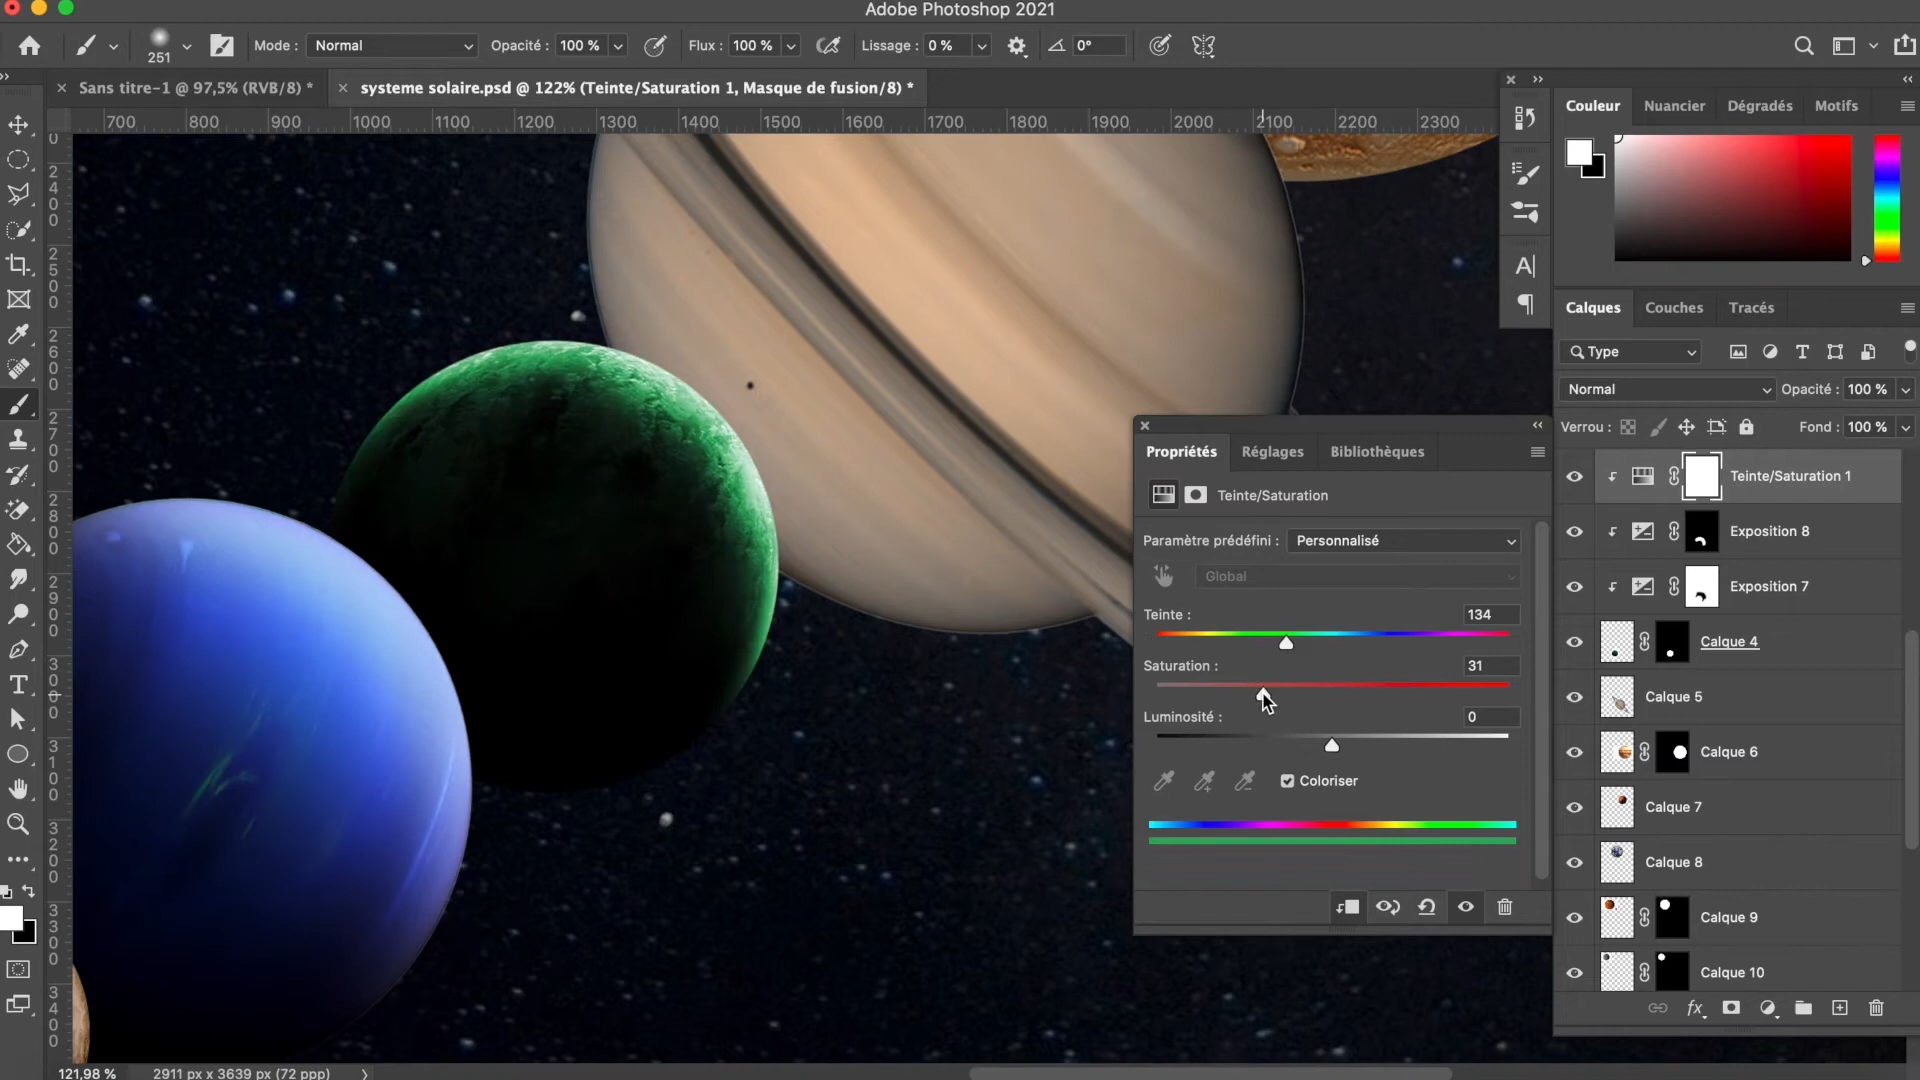 Adobe Photoshop 2021
251
Mode : Normal
Opacité : 100 %
Flux : 100 %
Lissage : 0 %
0°
Sans titre-1 @ 97,5% (RVB/8) *
systeme solaire.psd @ 122% (Teinte/Saturation 1, Masque de fusion/8) *
700 800 900 1000 1100 1200 1300 1400 1500 1600 1700 1800 1900 2000 2100 2200 2300
Couleur Nuancier Dégradés Motifs
Calques Couches Tracés
Type
Normal
Opacité : 100 %
Verrou :
Fond : 100 %
Teinte/Saturation 1
Exposition 8
Exposition 7
Calque 4
Calque 5
Calque 6
Calque 7
Calque 8
Calque 9
Calque 10
Propriétés Réglages Bibliothèques
Teinte/Saturation
Paramètre prédéfini : Personnalisé
Global
Teinte : 134
Saturation : 31
Luminosité : 0
Coloriser
121,98 % 2911 px x 3639 px (72 ppp)